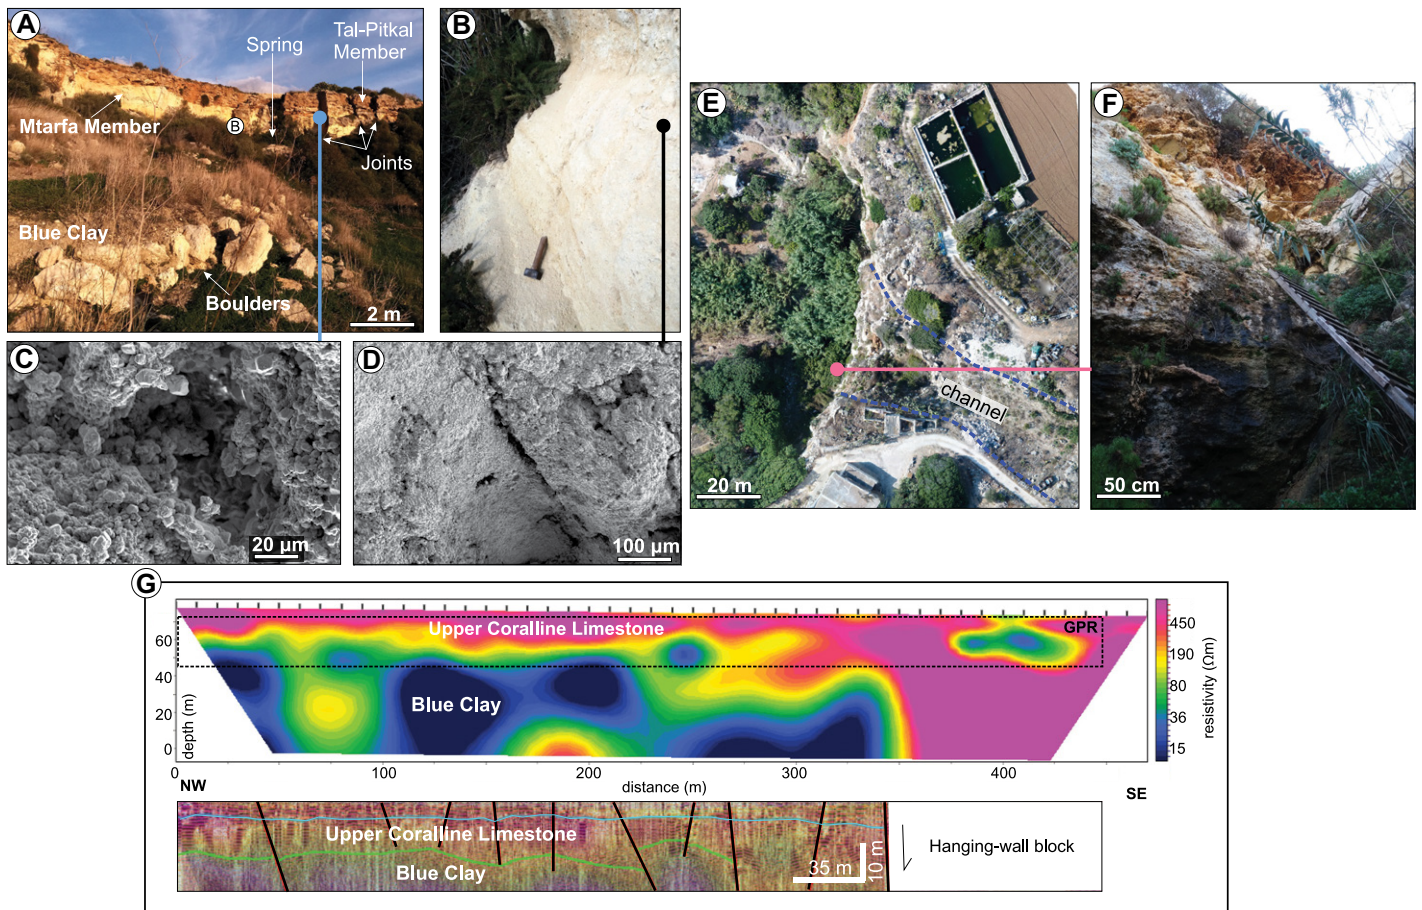 A
Spring
Tal-Pitkal
Member
Mtarfa Member
B
Joints
Blue Clay
Boulders
2 m
B
C
20 µm
D
100 µm
E
channel
20 m
F
50 cm
G
Upper Coralline Limestone
GPR
Blue Clay
60
40
20
0
depth (m)
0
100
200
300
400
distance (m)
NW
SE
450
190
80
36
15
resistivity (Ωm)
Upper Coralline Limestone
Blue Clay
35 m
10 m
Hanging-wall block